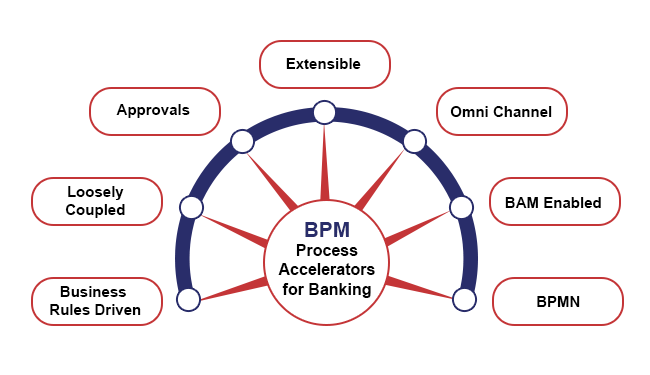 Extensible
Approvals
Omni Channel
Loosely
Coupled
BAM Enabled
BPM
Process
Accelerators
for Banking
Business
Rules Driven
BPMN